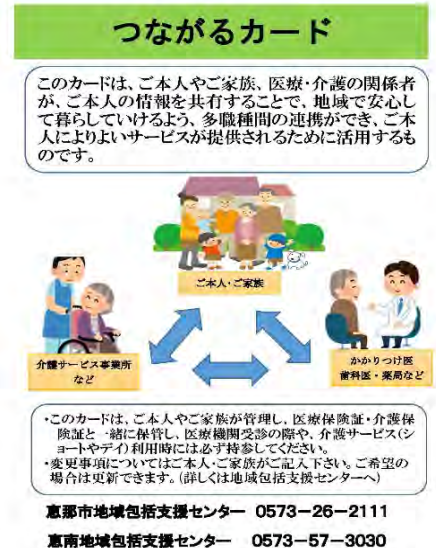 つながるカード
このカードは、ご本人やご家族、医療・介護の関係者
が、ご本人の情報を共有することで、地域で安心し
て暮らしていけるよう、多職種間の連携ができ、ご本
人によりよいサービスが提供されるために活用するも
のです。
ご本人・ご家族
介護サービス事業所
など
かかりつけ医
歯科医・薬局など
・このカードは、ご本人やご家族が管理し、医療保険証・介護保
険証と一緒に保管し、医療機関受診の際や、介護サービス(シ
ョートやデイ)利用時には必ず持参してください。
・変更事項についてはご本人・ご家族がご記入下さい。ご希望の
場合は更新できます。(詳しくは地域包括支援センターへ)
恵那市地域包括支援センター 0573-26-2111
恵南地域包括支援センター 0573-57-3030